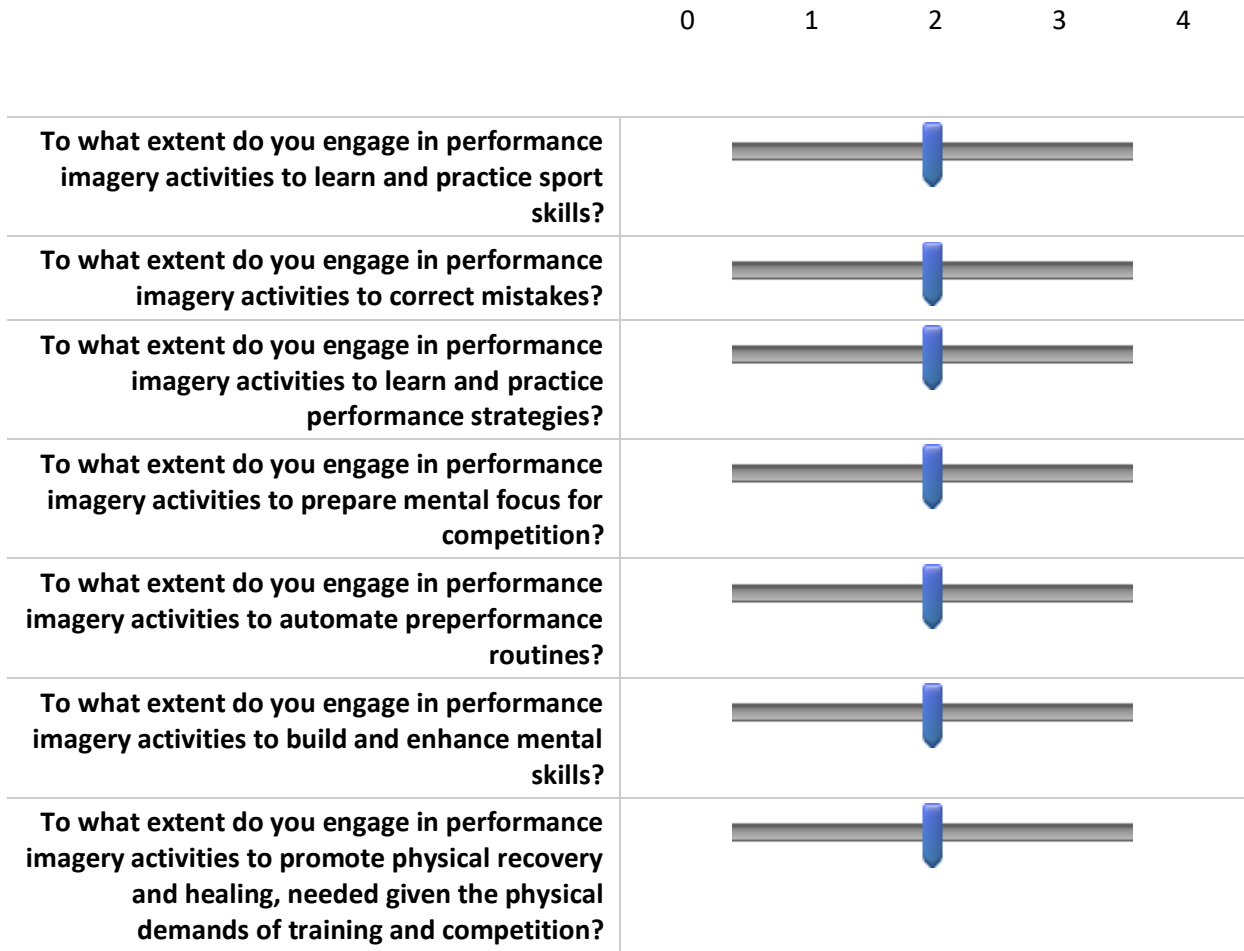 0 1 2 3 4
To what extent do you engage in performance
imagery activities to learn and practice sport
skills?
To what extent do you engage in performance
imagery activities to correct mistakes?
To what extent do you engage in performance
imagery activities to learn and practice
performance strategies?
To what extent do you engage in performance
imagery activities to prepare mental focus for
competition?
To what extent do you engage in performance
imagery activities to automate preperformance
routines?
To what extent do you engage in performance
imagery activities to build and enhance mental
skills?
To what extent do you engage in performance
imagery activities to promote physical recovery
and healing, needed given the physical
demands of training and competition?